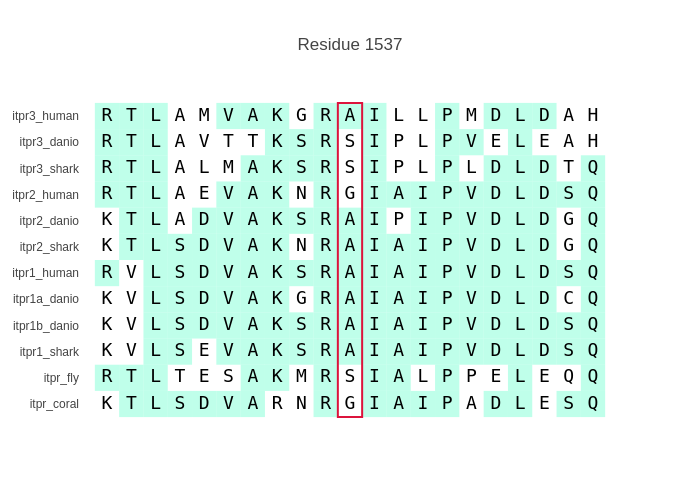 Residue 1537
itpr3_human R T L A M V A K G R A I L L P M D L D A H
itpr3_danio R T L A V T T K S R S I P L P V E L E A H
itpr3_shark R T L A L M A K S R S I P L P L D L D T Q
itpr2_human R T L A E V A K N R G I A I P V D L D S Q
itpr2_danio K T L A D V A K S R A I P I P V D L D G Q
itpr2_shark K T L S D V A K N R A I A I P V D L D G Q
itpr1_human R V L S D V A K S R A I A I P V D L D S Q
itpr1a_danio K V L S D V A K G R A I A I P V D L D C Q
itpr1b_danio K V L S D V A K S R A I A I P V D L D S Q
itpr1_shark K V L S E V A K S R A I A I P V D L D S Q
itpr_fly R T L T E S A K M R S I A L P P E L E Q Q
itpr_coral K T L S D V A R N R G I A I P A D L E S Q